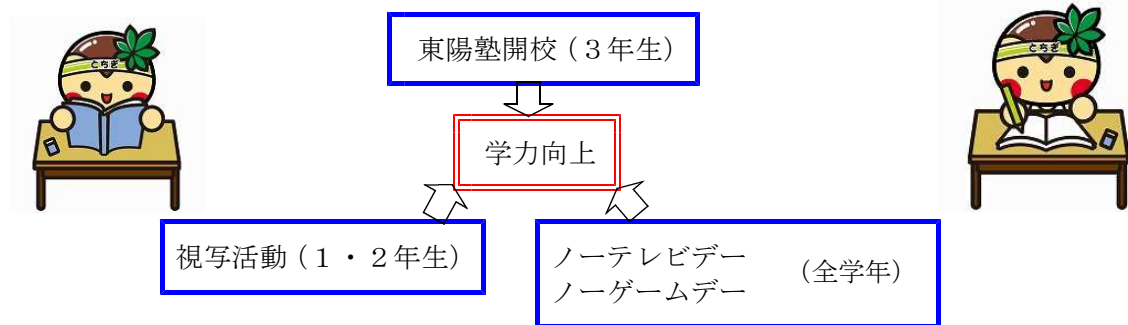 とちぎ
東陽塾開校（３年生）
とちぎ
学力向上
視写活動（１・２年生）
ノーテレビデー
ノーゲームデー
（全学年）